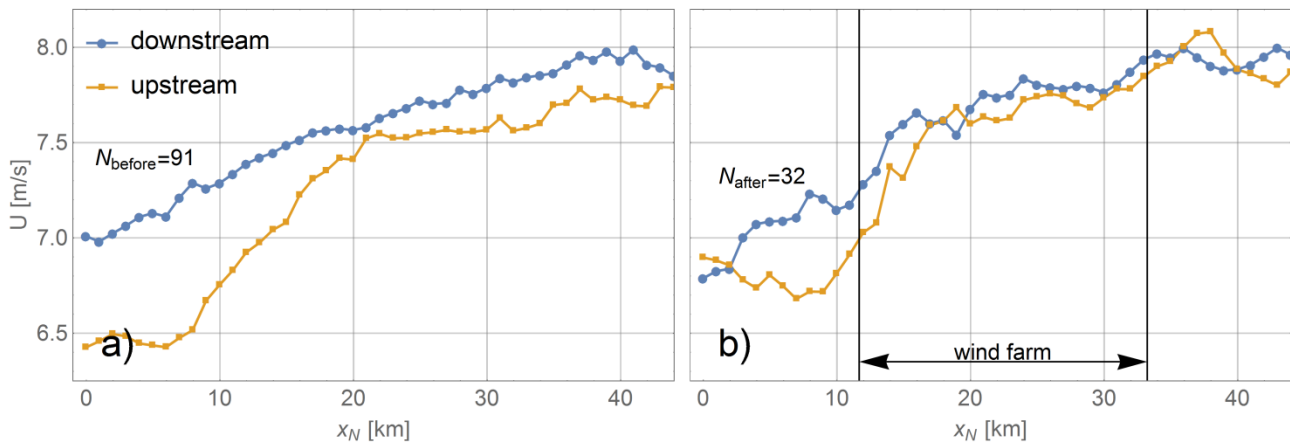 8.0
7.5
7.0
6.5
U [m/s]
downstream
upstream
N_before=91
a)
0
10
20
30
40
x_N [km]
N_after=32
b)
wind farm
0
10
20
30
40
x_N [km]